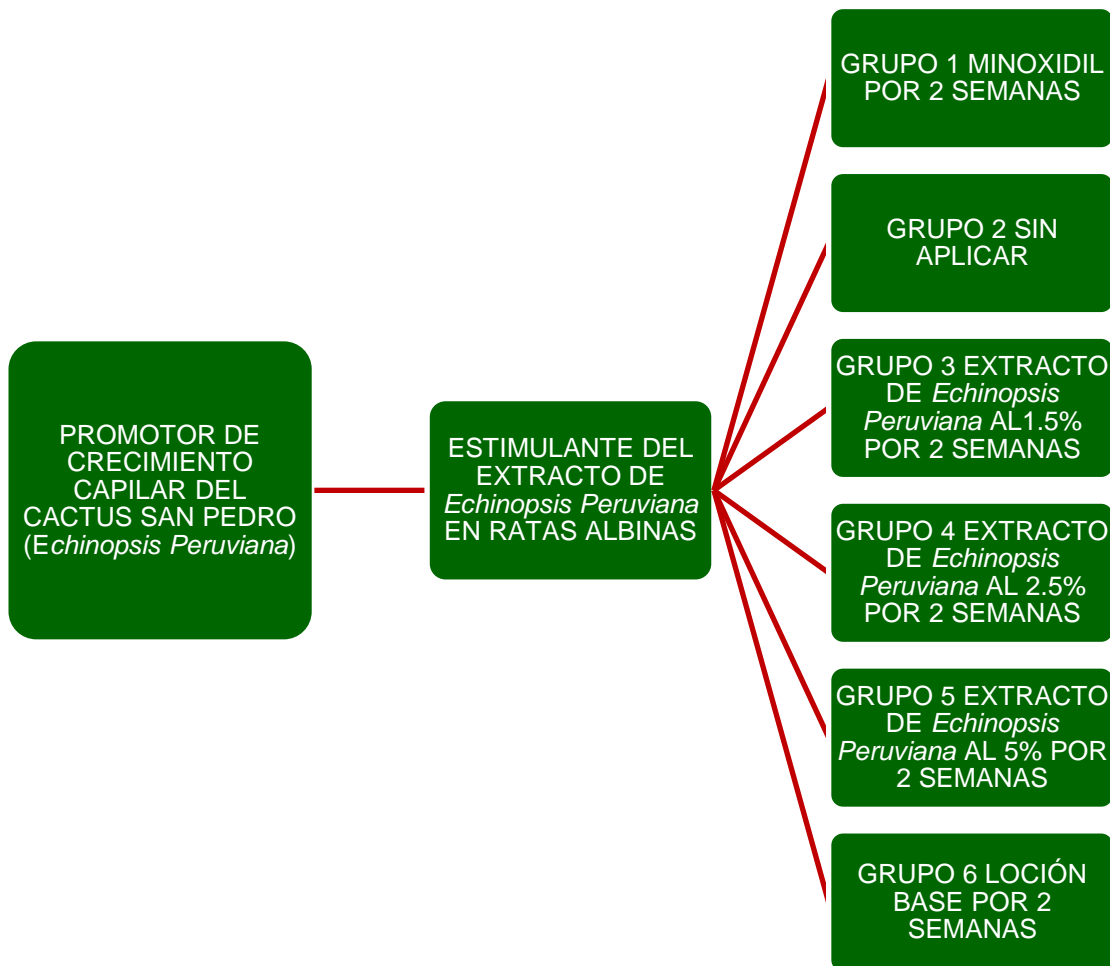 PROMOTOR DE
CRECIMIENTO
CAPILAR DEL
CACTUS SAN PEDRO
(Echinopsis Peruviana)
ESTIMULANTE DEL
EXTRACTO DE
Echinopsis Peruviana
EN RATAS ALBINAS
GRUPO 1 MINOXIDIL
POR 2 SEMANAS
GRUPO 2 SIN
APLICAR
GRUPO 3 EXTRACTO
DE Echinopsis
Peruviana AL1.5%
POR 2 SEMANAS
GRUPO 4 EXTRACTO
DE Echinopsis
Peruviana AL 2.5%
POR 2 SEMANAS
GRUPO 5 EXTRACTO
DE Echinopsis
Peruviana AL 5% POR
2 SEMANAS
GRUPO 6 LOCIÓN
BASE POR 2
SEMANAS